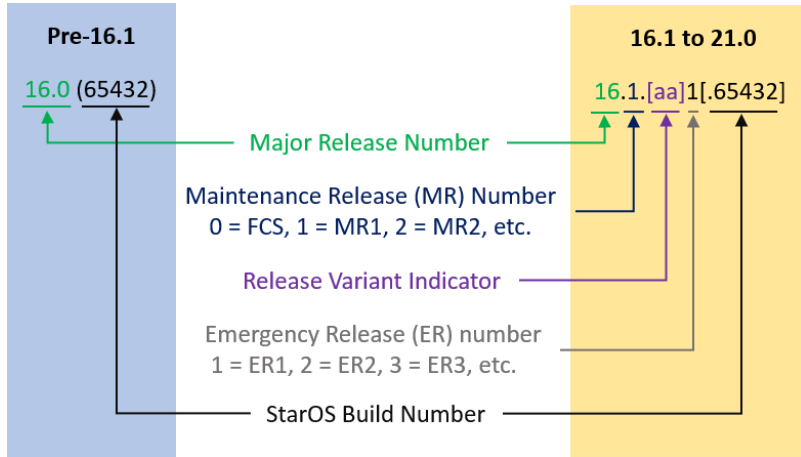 Pre-16.1
16.1 to 21.0
16.0 (65432)
16.1.[aa]1[.65432]
Major Release Number
Maintenance Release (MR) Number
0 = FCS, 1 = MR1, 2 = MR2, etc.
Release Variant Indicator
Emergency Release (ER) number
1 = ER1, 2 = ER2, 3 = ER3, etc.
StarOS Build Number